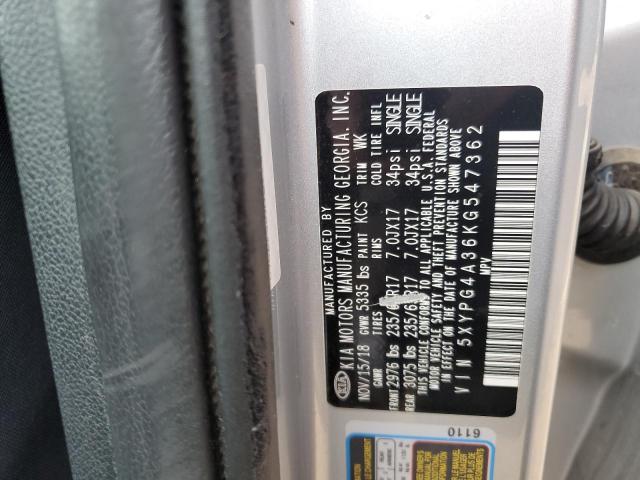 MANUFACTURED BY
KIA KIA MOTORS MANUFACTURING GEORGIA. INC.
NOV/15/18 GVWR 5335 lbs PAINT KCS TRIM WK
GAWR TIRES RIMS COLD TIRE INFL
FRONT 2976 lbs 235/ R17 7.0JX17 34psi SINGLE
REAR 3075 lbs 235/ R17 7.0JX17 34psi SINGLE
THIS VEHICLE CONFORMS TO ALL APPLICABLE U.S.A. FEDERAL
MOTOR VEHICLE SAFETY AND THEFT PREVENTION STANDARDS
IN EFFECT ON THE DATE OF MANUFACTURE SHOWN ABOVE
VIN 5XYPG4A36KG547362
MPV
6110